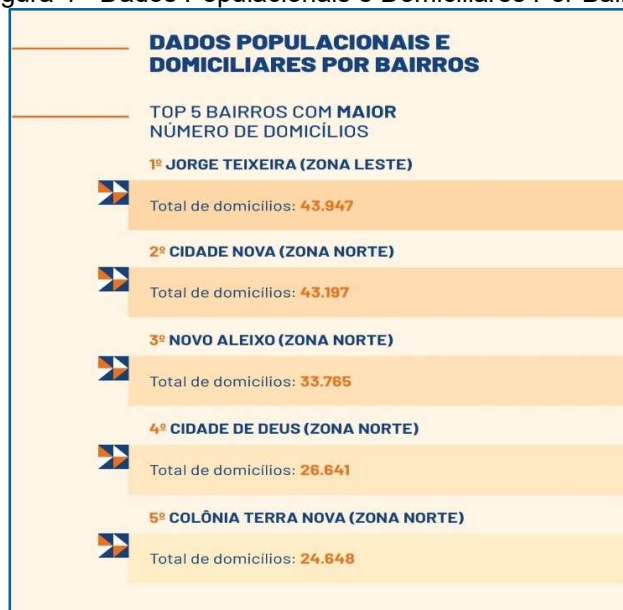 Dados Populacionais e Domiciliares Por
DADOS POPULACIONAIS E
DOMICILIARES POR BAIRROS
TOP 5 BAIRROS COM MAIOR
NÚMERO DE DOMICÍLIOS
1º JORGE TEIXEIRA (ZONA LESTE)
Total de domicílios: 43.947
2º CIDADE NOVA (ZONA NORTE)
Total de domicílios: 43.197
3º NOVO ALEIXO (ZONA NORTE)
Total de domicílios: 33.765
4º CIDADE DE DEUS (ZONA NORTE)
Total de domicílios: 26.641
5º COLÔNIA TERRA NOVA (ZONA NORTE)
Total de domicílios: 24.648